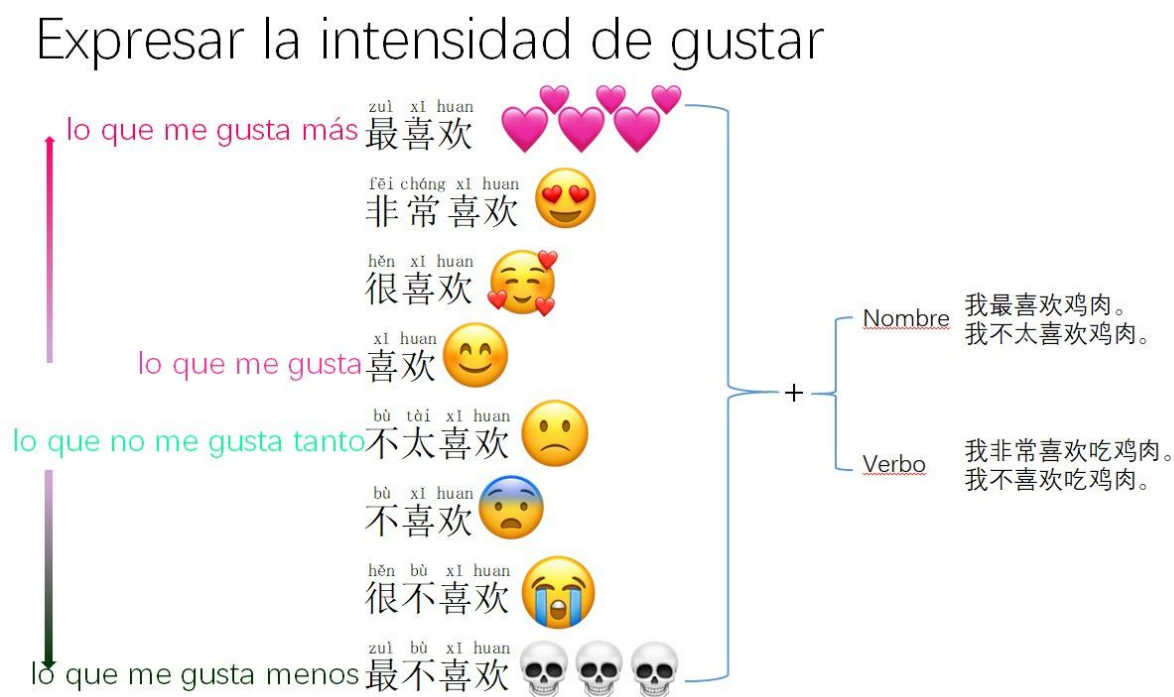 Expresar la intensidad de gustar
zuì xǐ huan
lo que me gusta más 最喜欢
fēi cháng xǐ huan
非常喜欢
hěn xǐ huan
很喜欢
xǐ huan
lo que me gusta 喜欢
bù tài xǐ huan
lo que no me gusta tanto 不太喜欢
bù xǐ huan
不喜欢
hěn bù xǐ huan
很不喜欢
zuì bù xǐ huan
lo que me gusta menos 最不喜欢
+
Nombre 我最喜欢鸡肉。
我不太喜欢鸡肉。
Verbo 我非常喜欢吃鸡肉。
我不喜欢吃鸡肉。